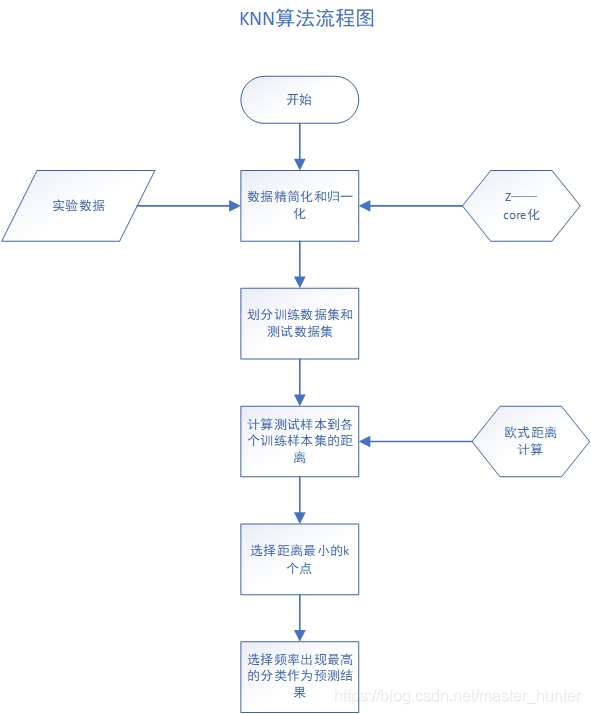 KNN算法流程图
开始
实验数据
数据精简化和归一
化
Z——
core化
划分训练数据集和
测试数据集
计算测试样本到各
个训练样本集的距
离
欧式距离
计算
选择距离最小的k
个点
选择频率出现最高
的分类作为预测结
果
https://blog.csdn.net/master_hunter